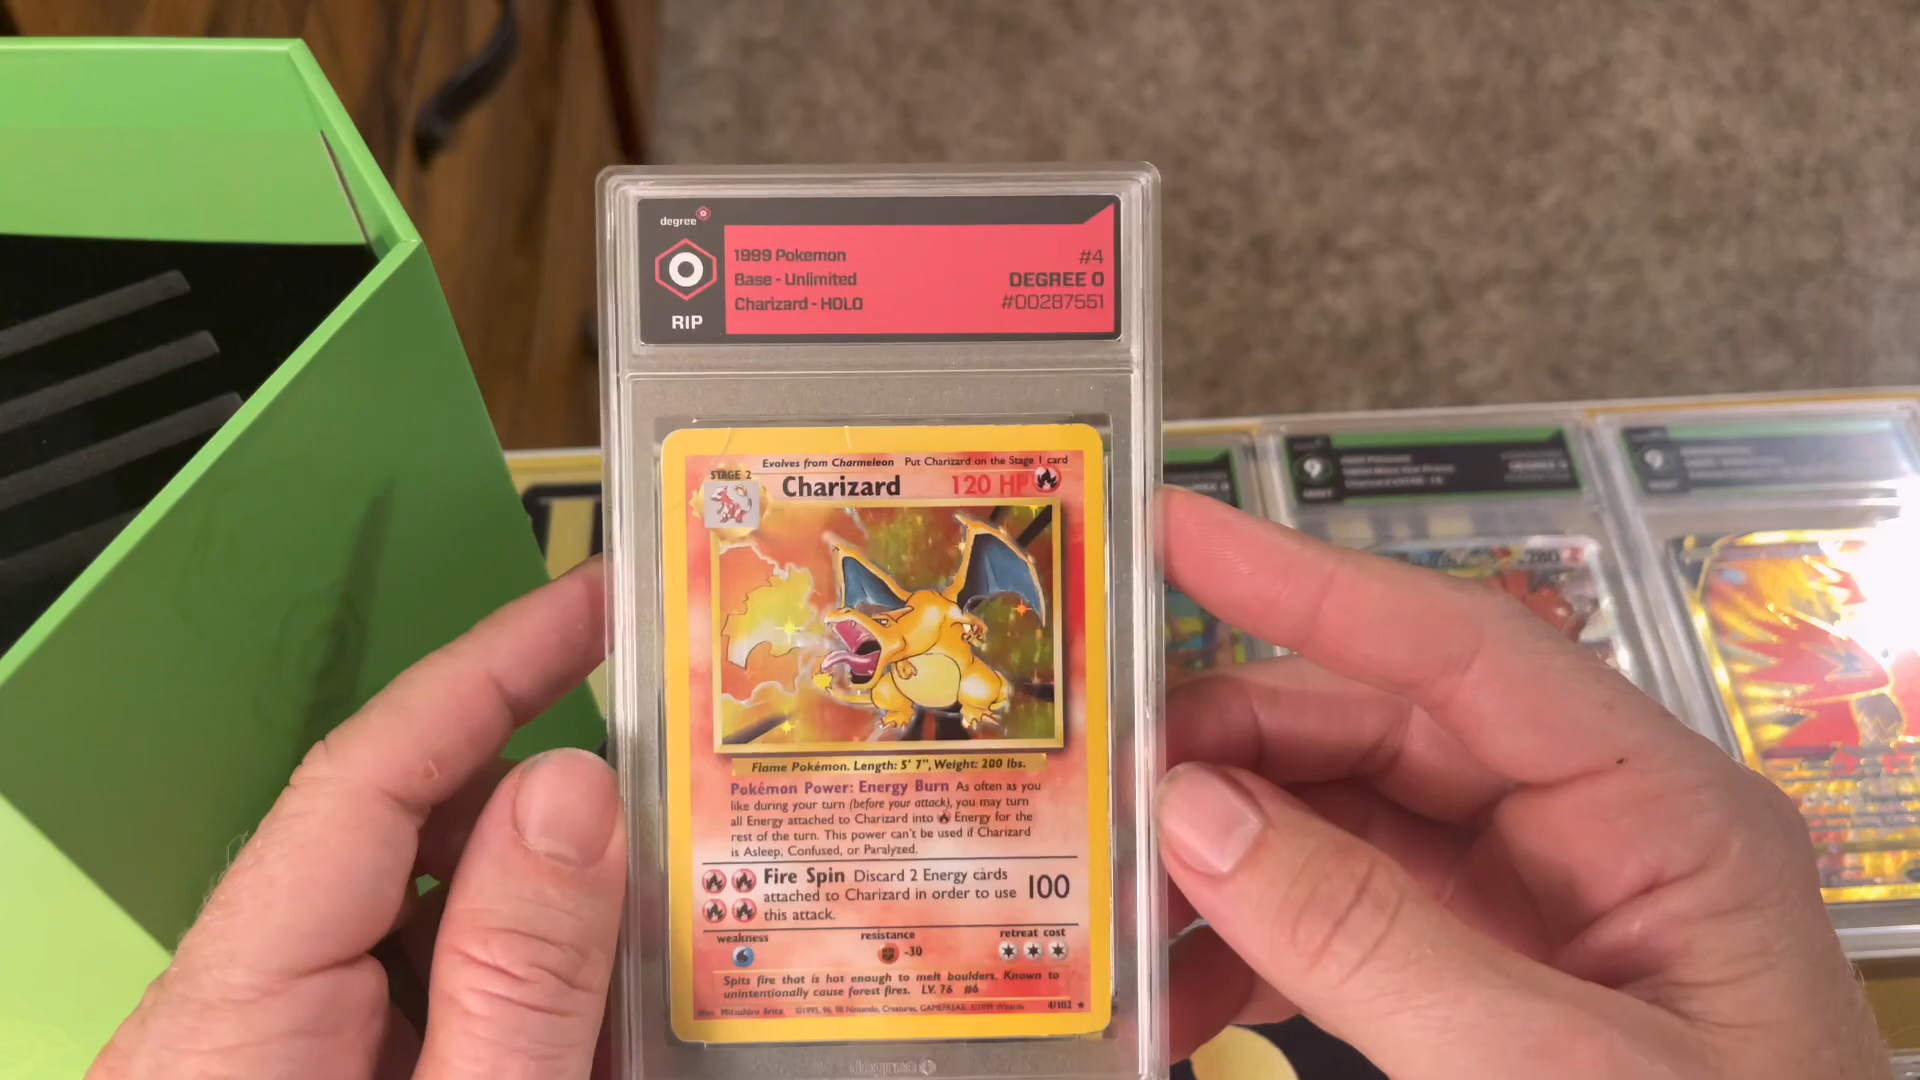 degree
RIP
1999 Pokemon
Base - Unlimited
Charizard - HOLO
#4
DEGREE 0
#00287551
Evolves from Charmeleon Put Charizard on the Stage 1 card
STAGE 2
Charizard 120 HP
Flame Pokémon. Length: 5' 7", Weight: 200 lbs.
Pokémon Power: Energy Burn As often as you
like during your turn (before your attack), you may turn
all Energy attached to Charizard into Energy for the
rest of the turn. This power can't be used if Charizard
is Asleep, Confused, or Paralyzed.
Fire Spin Discard 2 Energy cards
attached to Charizard in order to use 100
this attack.
weakness resistance retreat cost
-30
Spits fire that is hot enough to melt boulders. Known to
unintentionally cause forest fires. LV. 76 #6
Illus. Mitsuhiro Arita ©1995, 96, 98 Nintendo, Creatures, GAMEFREAK. ©1999 Wizards. 4/102
degree
9
MINT
9
280